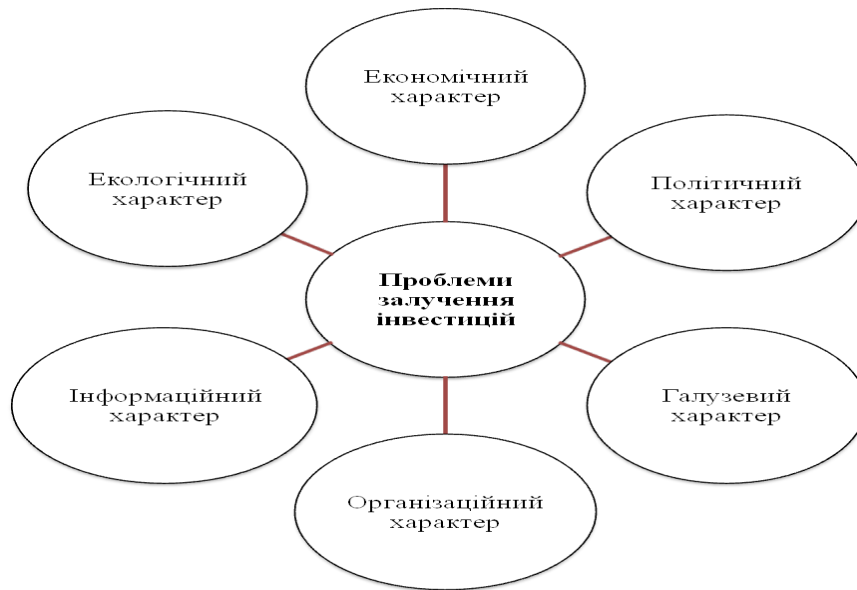 Економічний
характер
Екологічний
характер
Політичний
характер
Проблеми
залучення
інвестицій
Інформаційний
характер
Галузевий
характер
Організаційний
характер